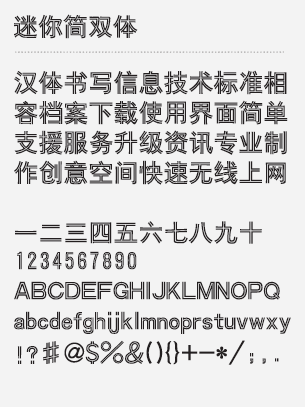 迷你简双体
汉体书写信息技术标准相
容档案下载使用界面简单
支援服务升级资讯专业制
作创意空间快速无线上网
一二三四五六七八九十
1234567890
ABCDEFGHIJKLMNOPQ
abcdefghijklmnoprstuvwxy
!?#@$%&(){}+-*/;,."